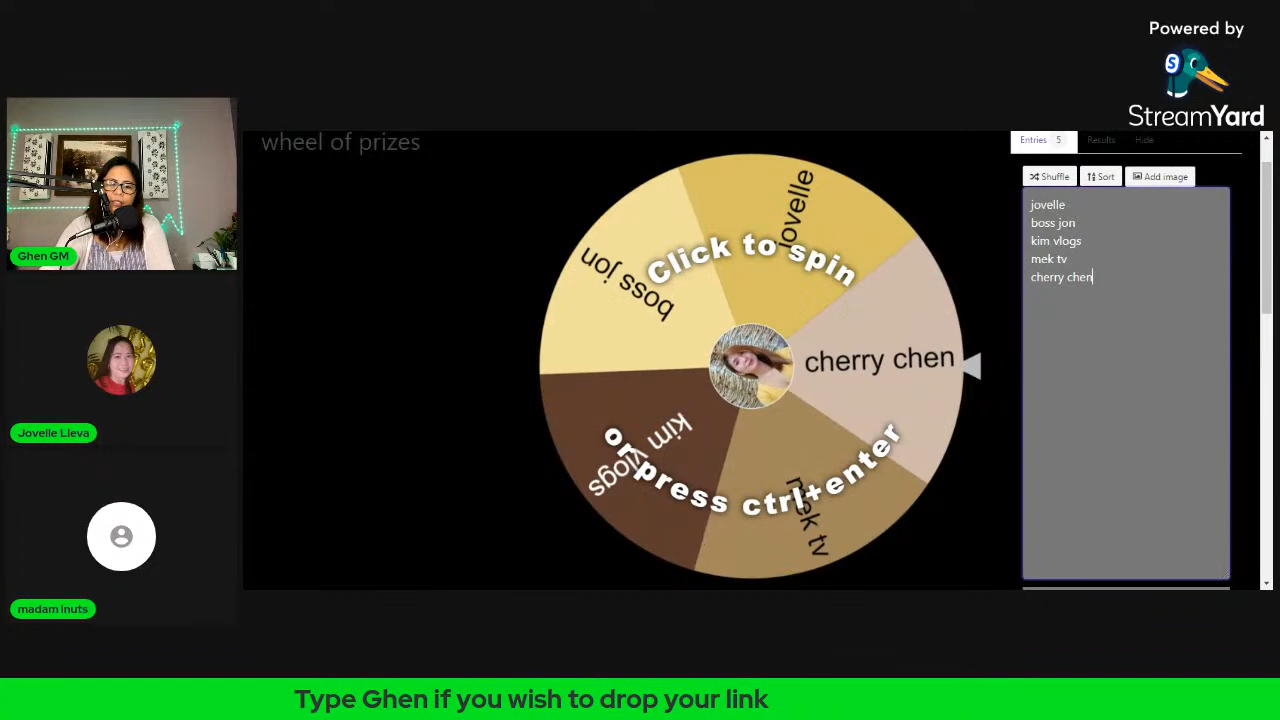 Powered by
S
StreamYard
wheel of prizes
Entries 5 Results Hide
Shuffle Sort Add image
jovelle
boss jon
kim vlogs
mek tv
cherry chen
jovelle
boss jon
Click to spin
cherry chen
kim vlogs
or press ctrl+enter
mek tv
Ghen GM
Jovelle Lleva
madam inuts
Type Ghen if you wish to drop your link